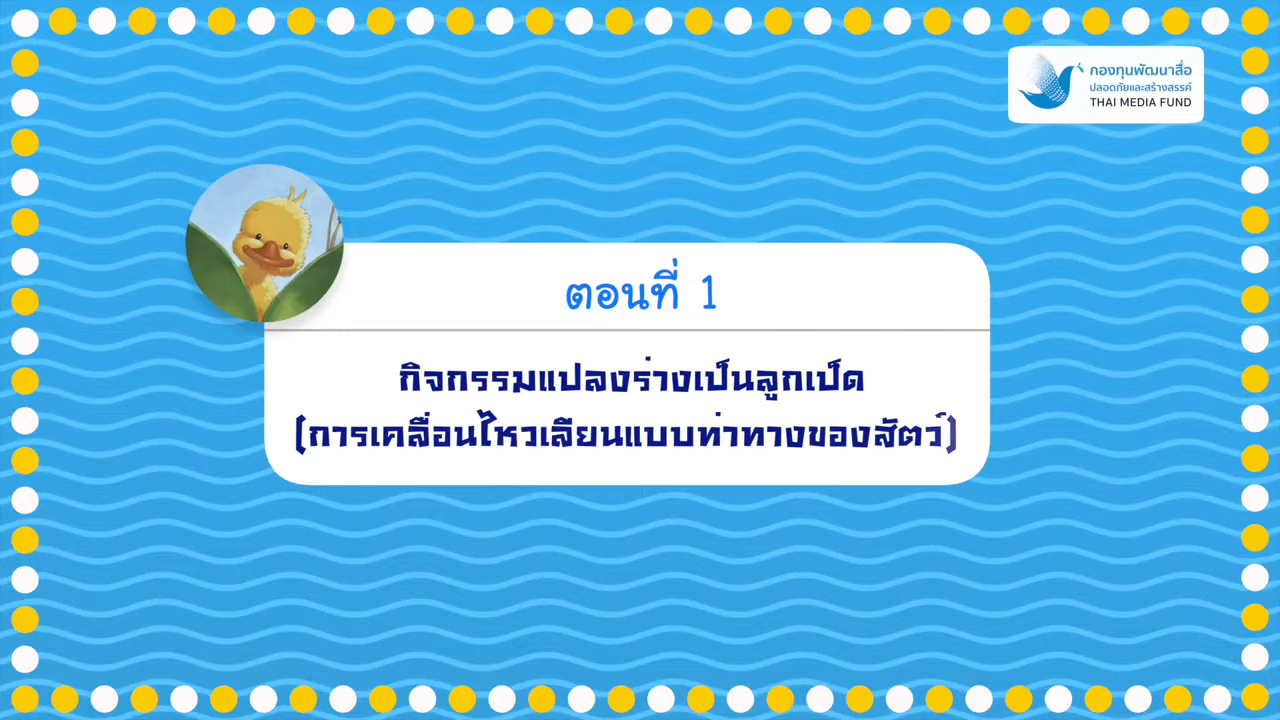 กองทุนพัฒนาสื่อ
ปลอดภัยและสร้างสรรค์
THAI MEDIA FUND
ตอนที่ 1
กิจกรรมแปลงร่างเป็นลูกเป็ด
(การเคลื่อนไหวเลียนแบบท่าทางของสัตว์)